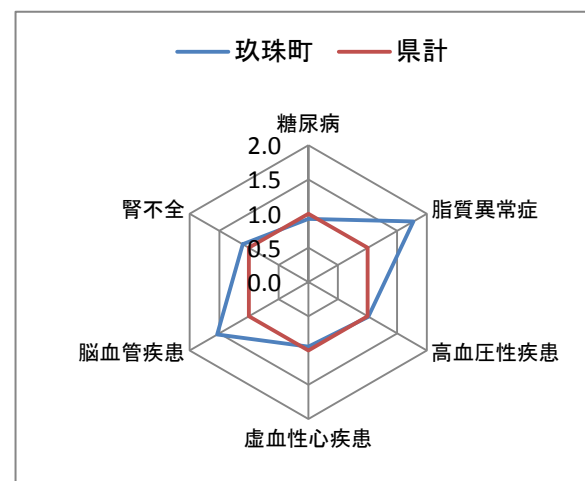 玖珠町 県計
糖尿病
2.0
1.5
1.0
0.5
0.0
腎不全
脂質異常症
脳血管疾患
高血圧性疾患
虚血性心疾患